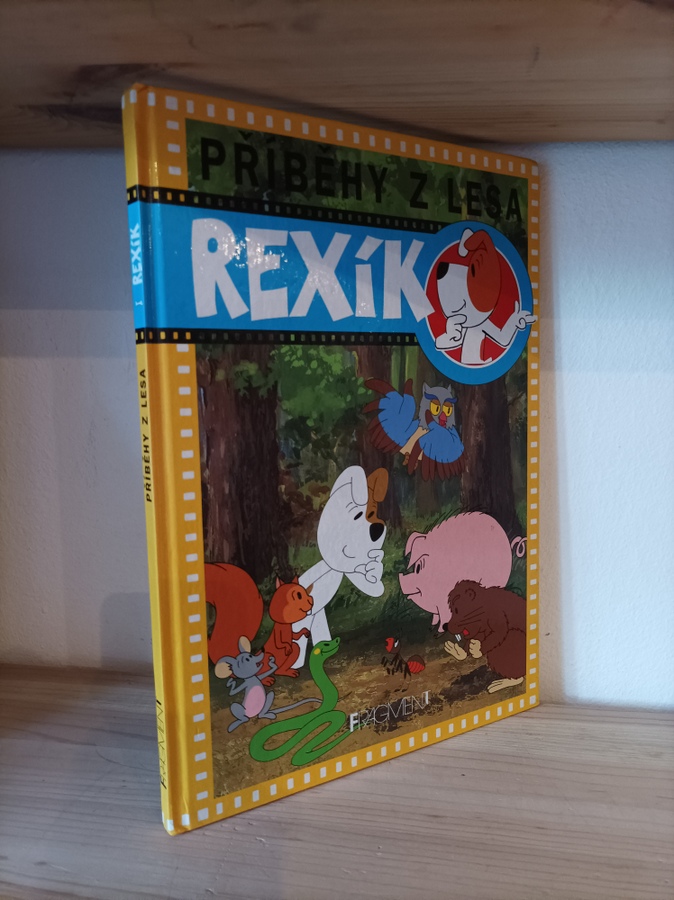 PŘÍBĚHY Z LESA
REXÍK
FRAGMENT
REXÍK
PŘÍBĚHY Z LESA
FRAGMENT